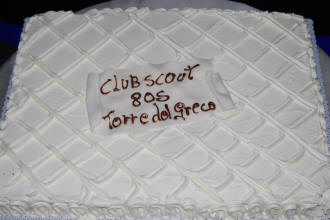 Club scout
80S
Torre del Greco